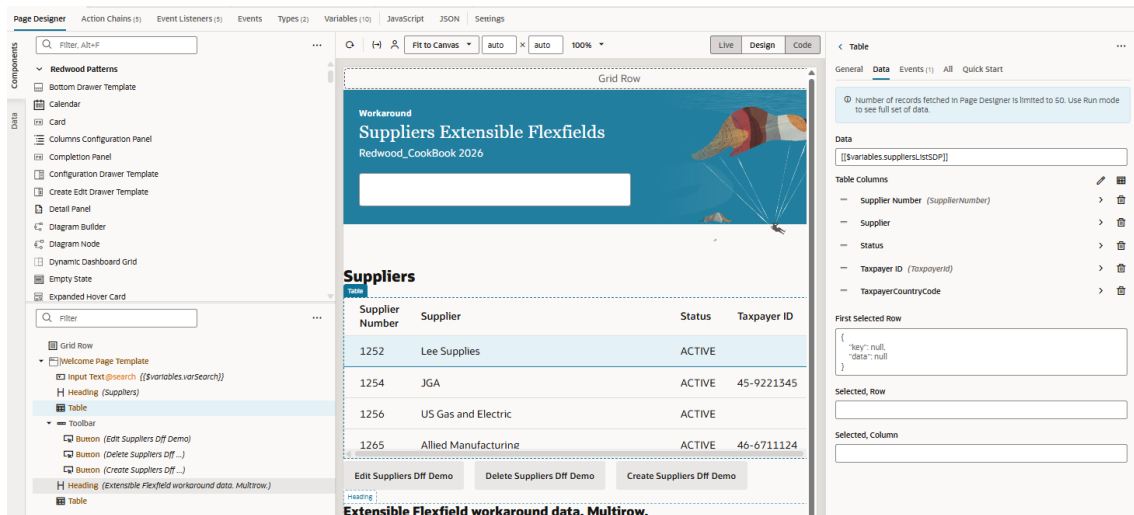 Page Designer Action Chains (5) Event Listeners (5) Events Types (2) Variables (10) JavaScript JSON Settings
Components
Data
Filter, Alt+F
Redwood Patterns
Bottom Drawer Template
Calendar
Card
Columns Configuration Panel
Completion Panel
Configuration Drawer Template
Create Edit Drawer Template
Detail Panel
Diagram Builder
Diagram Node
Dynamic Dashboard Grid
Empty State
Expanded Hover Card
Filter
Grid Row
Welcome Page Template
Input Text @search {{$variables.varSearch}}
Heading (Suppliers)
Table
Toolbar
Button (Edit Suppliers Dff Demo)
Button (Delete Suppliers Dff ...)
Button (Create Suppliers Dff ...)
Heading (Extensible Flexfield workaround data. Multirow.)
Table
Fit to Canvas auto × auto 100% Live Design Code
Grid Row
Workaround
Suppliers Extensible Flexfields
Redwood_CookBook 2026
Suppliers
Table
Supplier Number Supplier Status Taxpayer ID
1252 Lee Supplies ACTIVE
1254 JGA ACTIVE 45-9221345
1256 US Gas and Electric ACTIVE
1265 Allied Manufacturing ACTIVE 46-6711124
Edit Suppliers Dff Demo Delete Suppliers Dff Demo Create Suppliers Dff Demo
Heading
Extensible Flexfield workaround data. Multirow.
Table
General Data Events (1) All Quick Start
Number of records fetched in Page Designer is limited to 50. Use Run mode
to see full set of data.
Data
[[$variables.suppliersListSDP]]
Table Columns
Supplier Number (SupplierNumber)
Supplier
Status
Taxpayer ID (TaxpayerId)
TaxpayerCountryCode
First Selected Row
{
"key": null,
"data": null
}
Selected, Row
Selected, Column